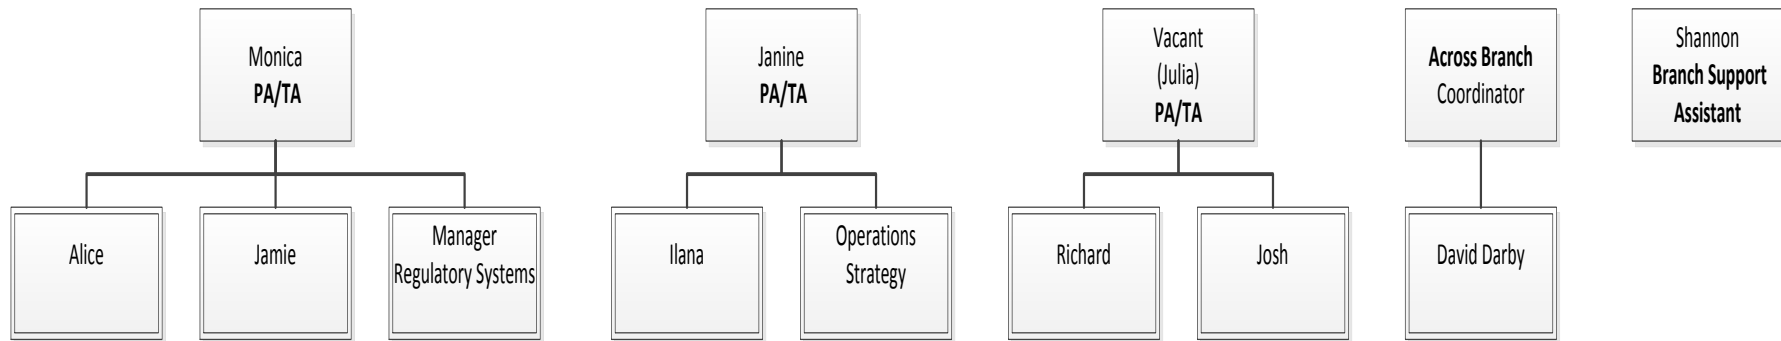 Monica
PA/TA
Janine
PA/TA
Vacant
(Julia)
PA/TA
Across Branch
Coordinator
Shannon
Branch Support
Assistant
Alice
Jamie
Manager
Regulatory Systems
Ilana
Operations
Strategy
Richard
Josh
David Darby